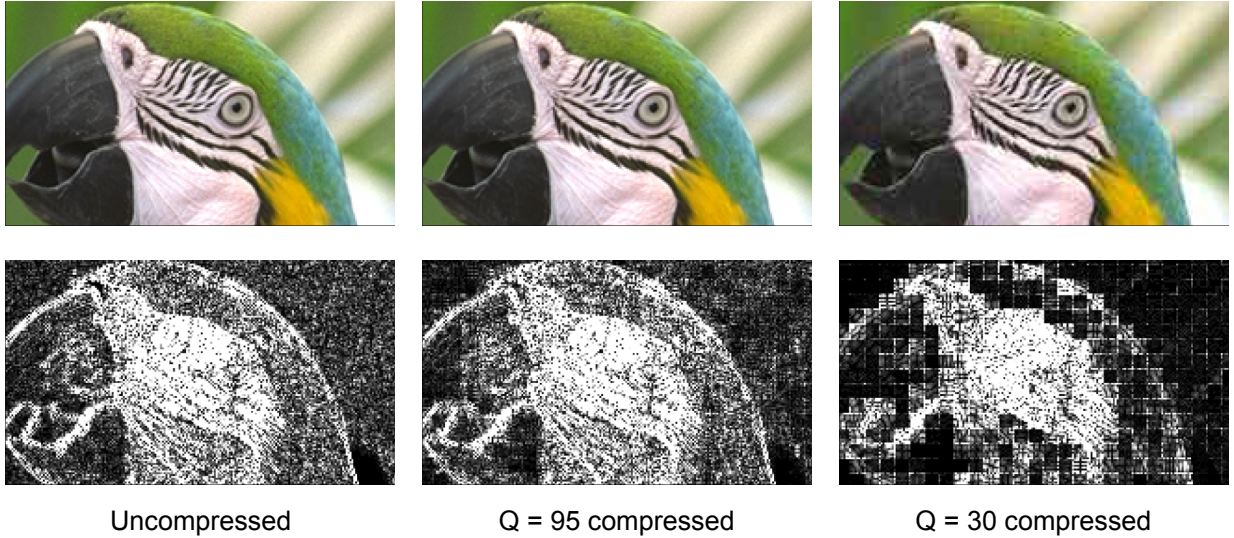 Uncompressed
Q = 95 compressed
Q = 30 compressed